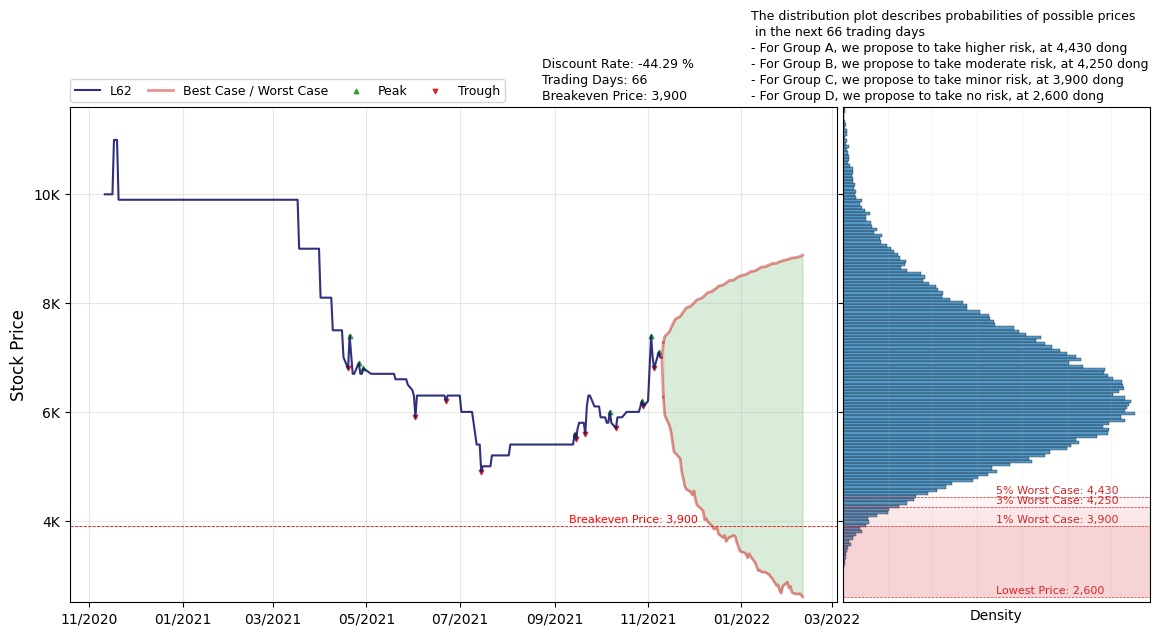 The distribution plot describes probabilities of possible prices
in the next 66 trading days
- For Group A, we propose to take higher risk, at 4,430 dong
- For Group B, we propose to take moderate risk, at 4,250 dong
- For Group C, we propose to take minor risk, at 3,900 dong
- For Group D, we propose to take no risk, at 2,600 dong
Discount Rate: -44.29 %
Trading Days: 66
Breakeven Price: 3,900
L62
Best Case / Worst Case
Peak
Trough
Stock Price
10K
8K
6K
4K
Breakeven Price: 3,900
5% Worst Case: 4,430
3% Worst Case: 4,250
1% Worst Case: 3,900
Lowest Price: 2,600
11/2020
01/2021
03/2021
05/2021
07/2021
09/2021
11/2021
01/2022
03/2022
Density